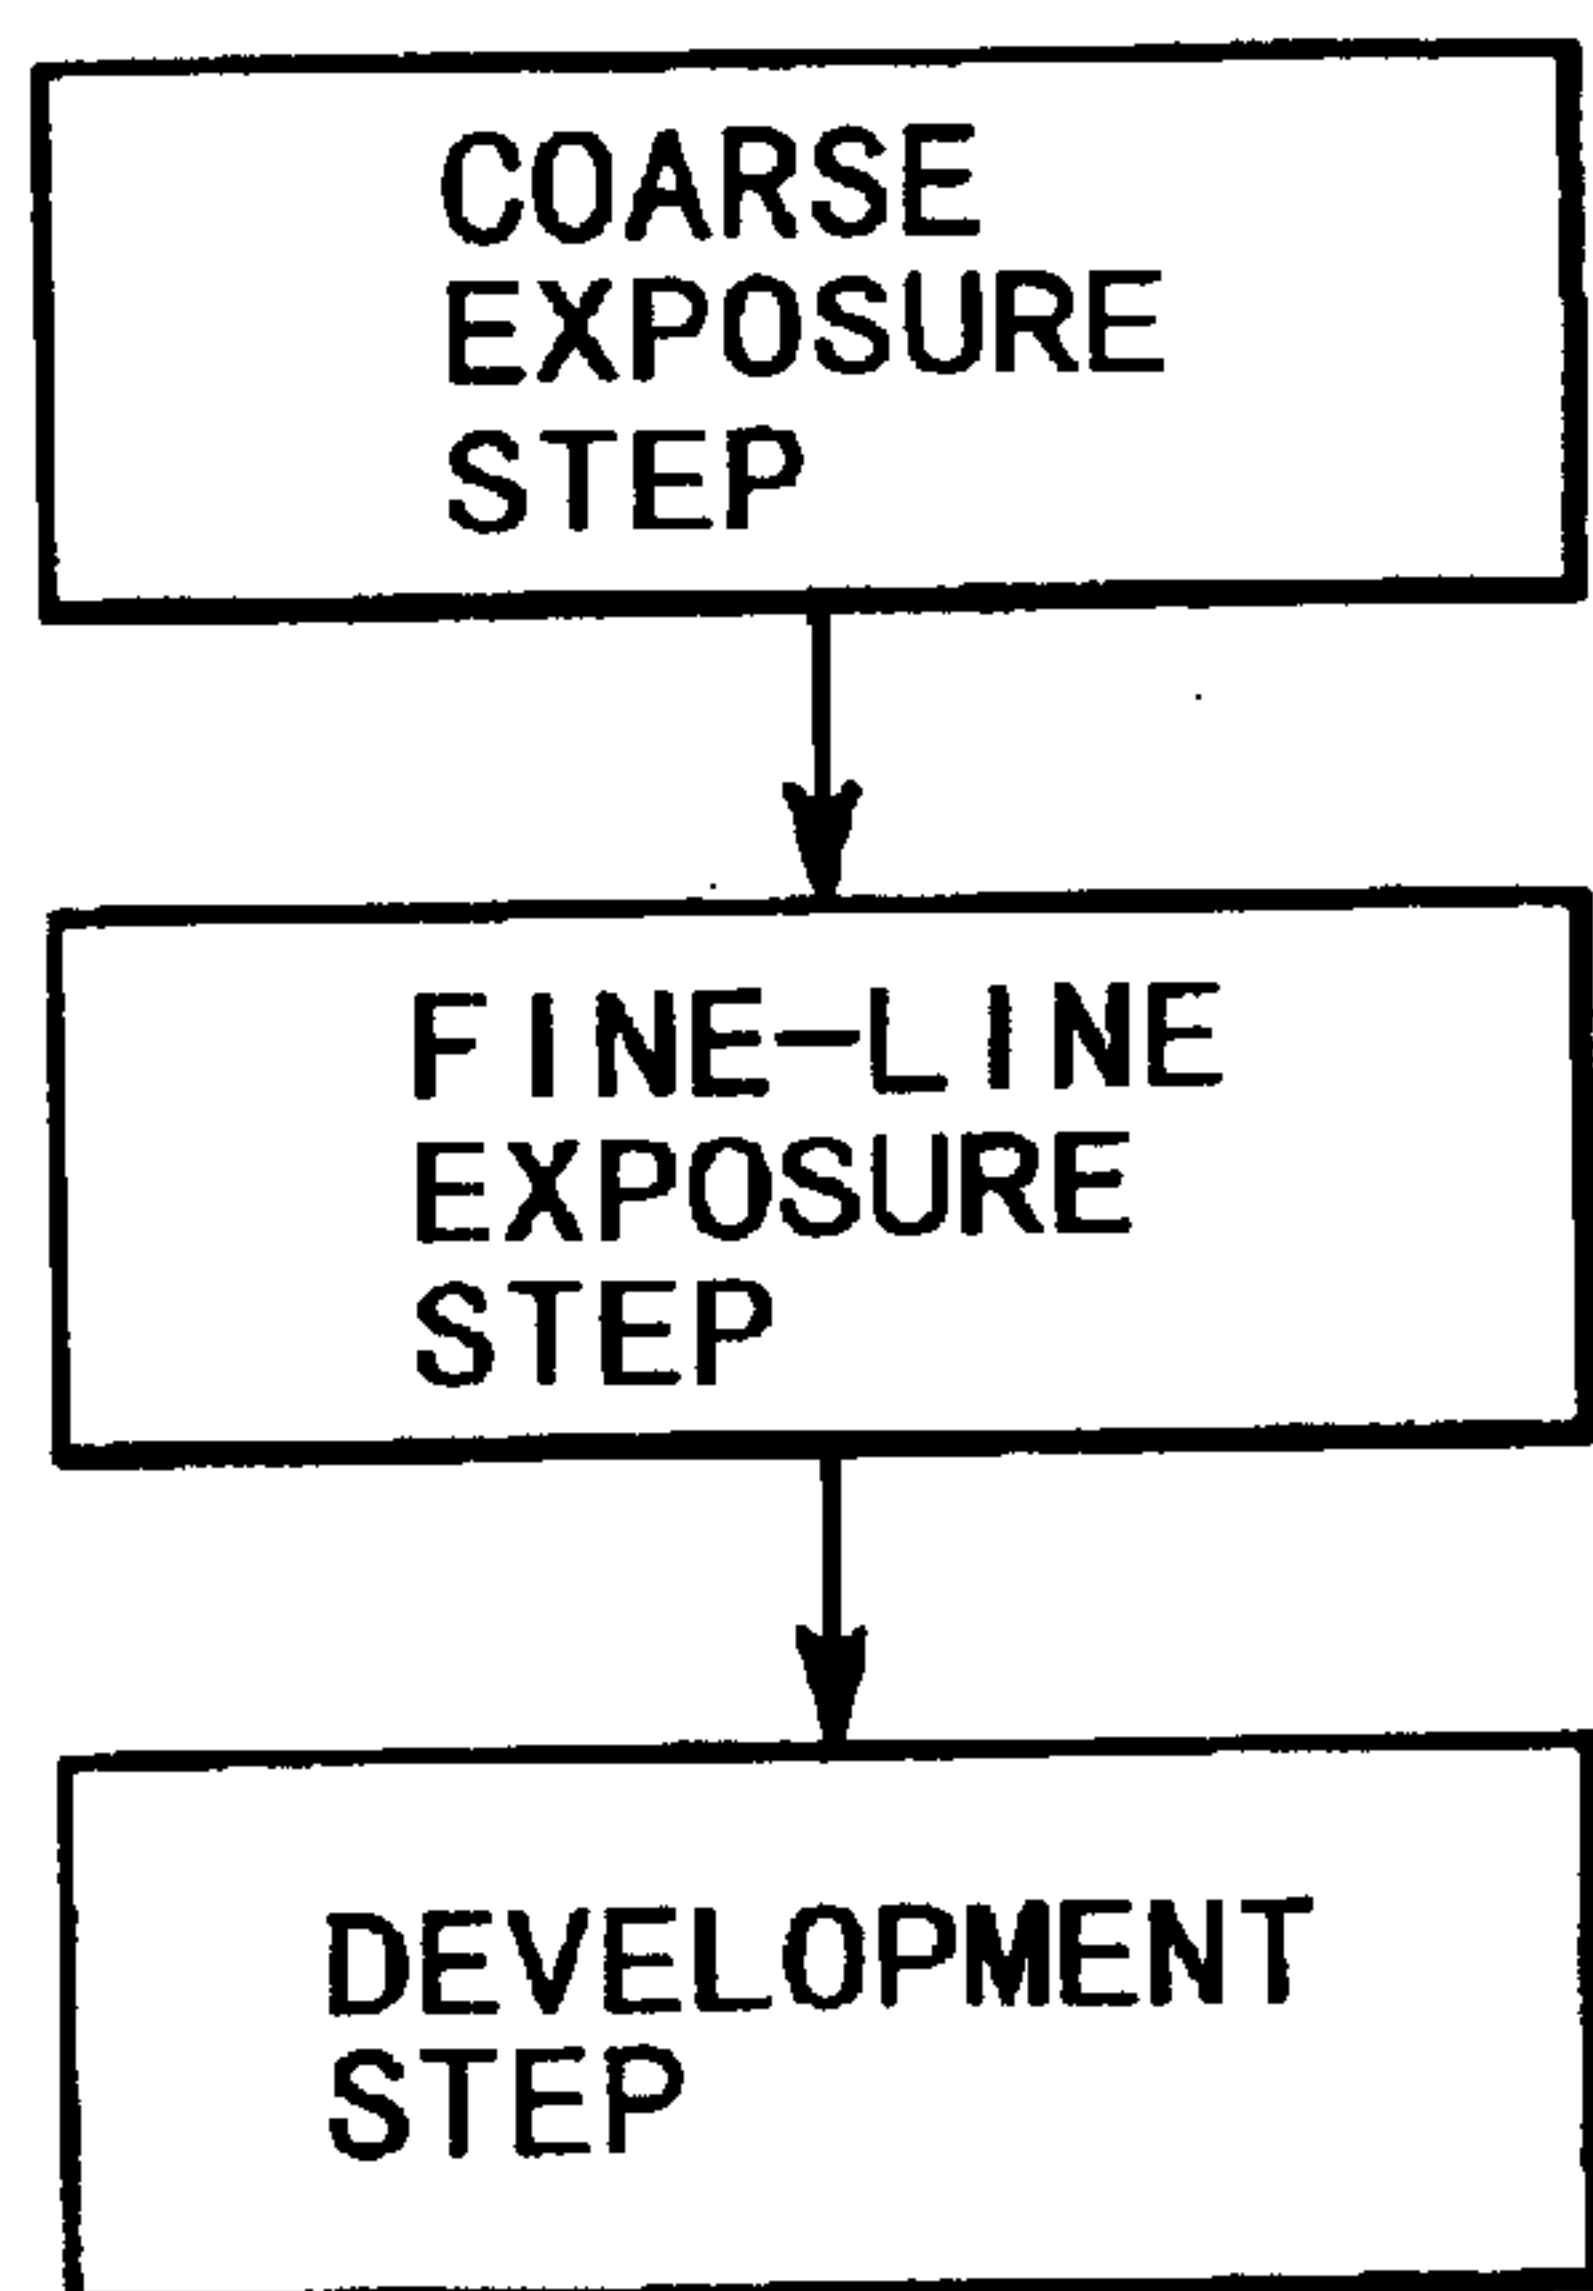 COARSE
EXPOSURE
STEP
FINE-LINE
EXPOSURE
STEP
DEVELOPMENT
STEP